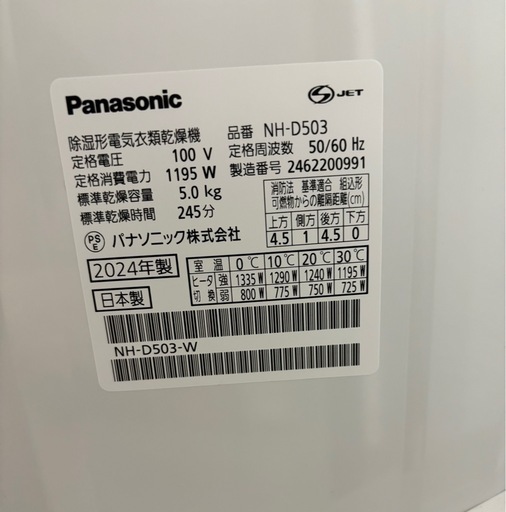 Panasonic
S JET
除湿形電気衣類乾燥機 品番 NH-D503
定格電圧 100 V 定格周波数 50/60 Hz
定格消費電力 1195 W 製造番号 2462200991
標準乾燥容量 5.0 kg
標準乾燥時間 245分
消防法 基準適合 組込形
可燃物からの離隔距離(cm)
上方 側方 後方 下方
4.5 1 4.5 0
PS
E パナソニック株式会社
2024年製
日本製
室温 0℃ 10℃ 20℃ 30℃
ヒータ 強 1335 W 1290 W 1240 W 1195 W
切換 弱 800 W 775 W 750 W 725 W
NH-D503-W